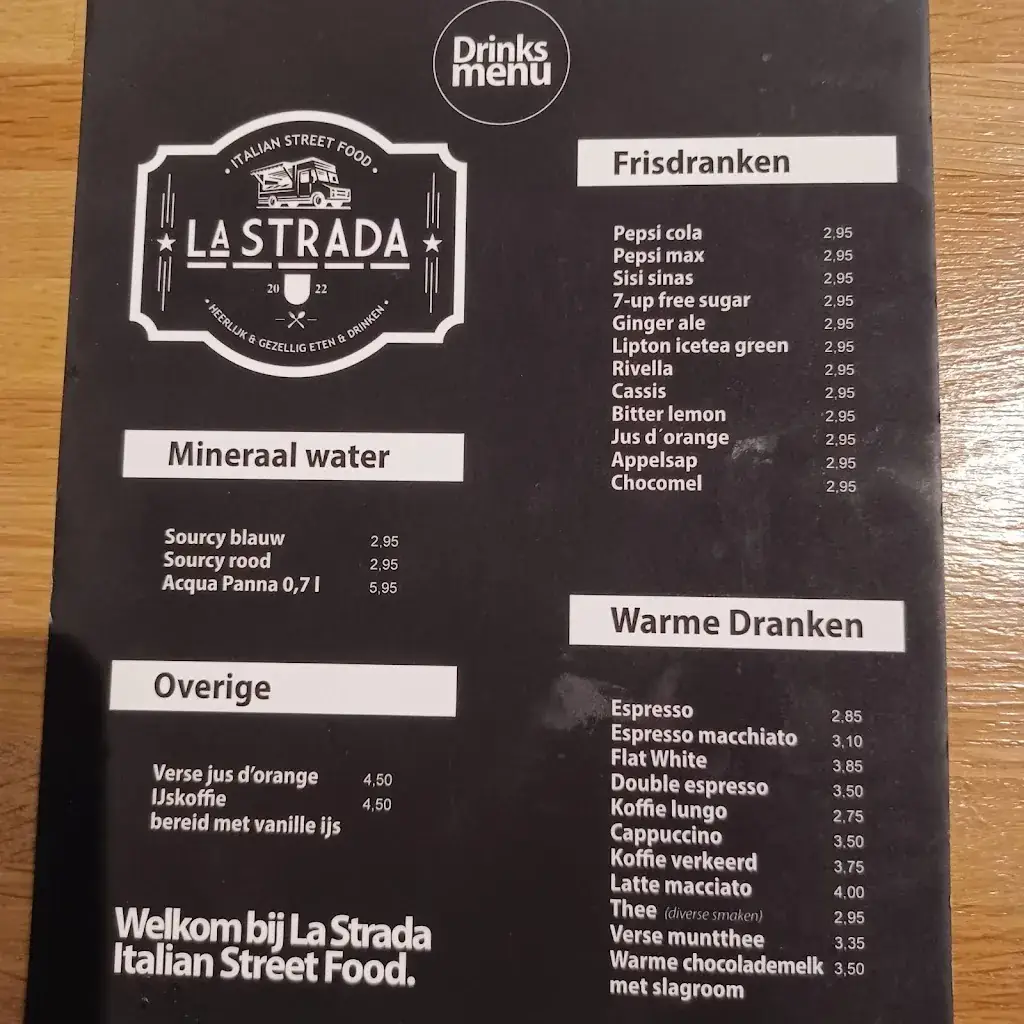 Drinks
menu
ITALIAN STREET FOOD
LA STRADA
20 22
HEERLIJK & GEZELLIG ETEN & DRINKEN
Mineraal water
Sourcy blauw 2,95
Sourcy rood 2,95
Acqua Panna 0,7 l 5,95
Overige
Verse jus d'orange 4,50
IJskoffie 4,50
bereid met vanille ijs
Welkom bij La Strada
Italian Street Food.
Frisdranken
Pepsi cola 2,95
Pepsi max 2,95
Sisi sinas 2,95
7-up free sugar 2,95
Ginger ale 2,95
Lipton icetea green 2,95
Rivella 2,95
Cassis 2,95
Bitter lemon 2,95
Jus d´orange 2,95
Appelsap 2,95
Chocomel 2,95
Warme Dranken
Espresso 2,85
Espresso macchiato 3,10
Flat White 3,85
Double espresso 3,50
Koffie lungo 2,75
Cappuccino 3,50
Koffie verkeerd 3,75
Latte macciato 4,00
Thee (diverse smaken) 2,95
Verse muntthee 3,35
Warme chocolademelk 3,50
met slagroom